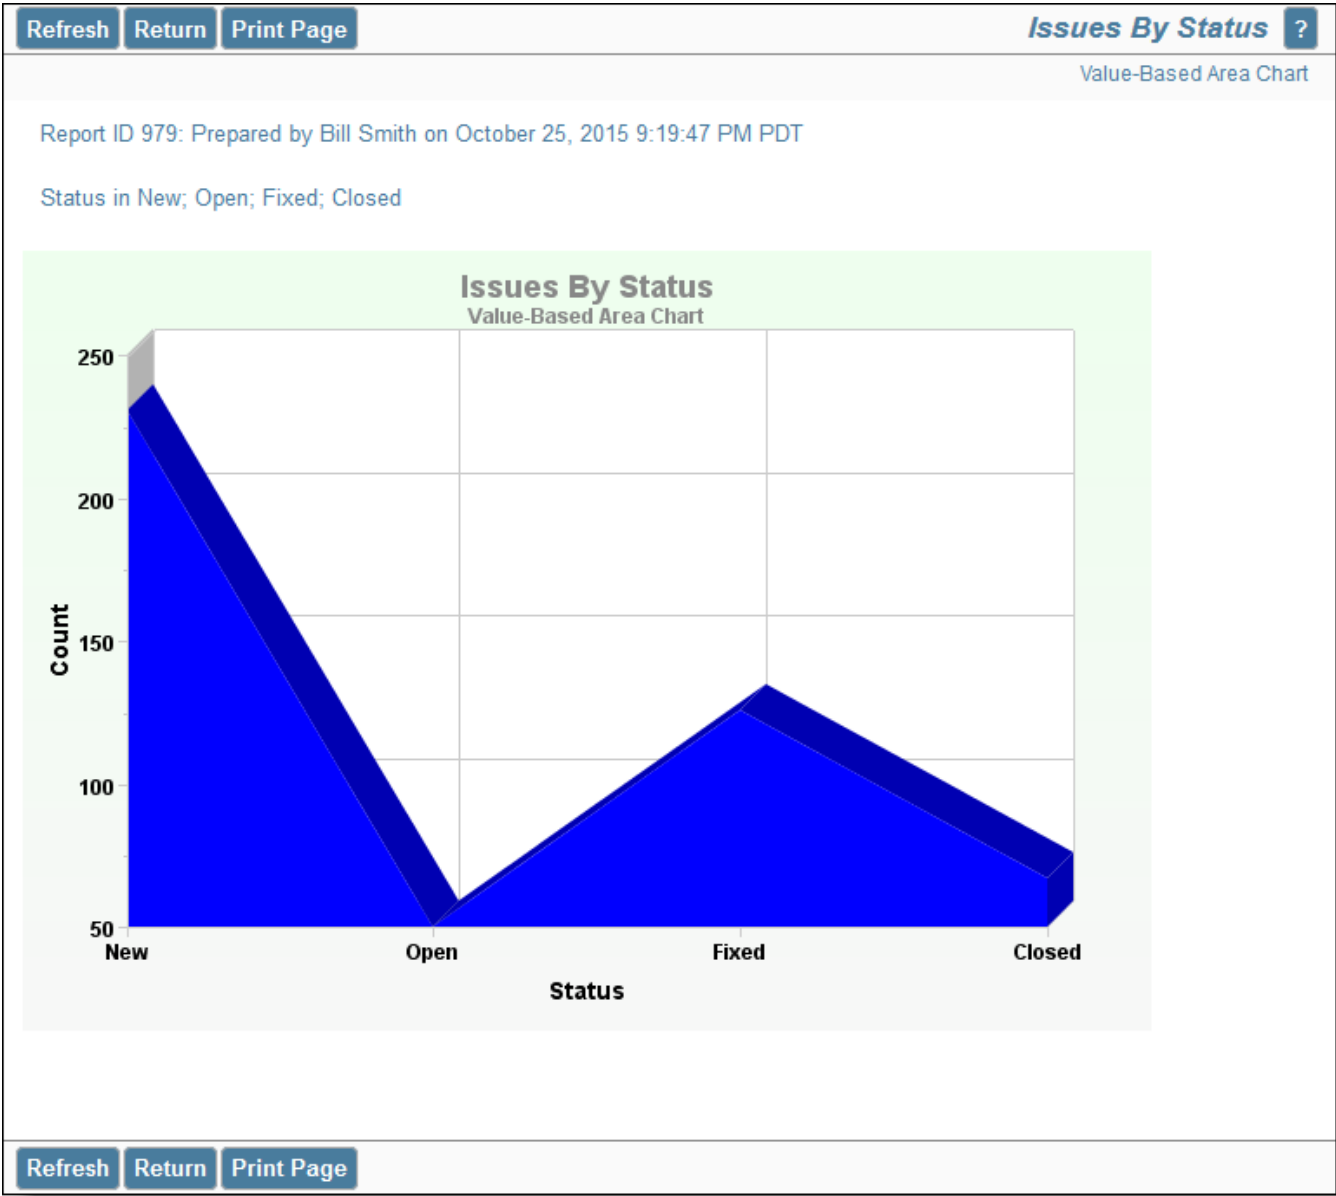 Refresh Return Print Page Issues By Status ?
Value-Based Area Chart
Report ID 979: Prepared by Bill Smith on October 25, 2015 9:19:47 PM PDT
Status in New; Open; Fixed; Closed
Issues By Status
Value-Based Area Chart
250
200
150
100
50
Count
New Open Fixed Closed
Status
Refresh Return Print Page